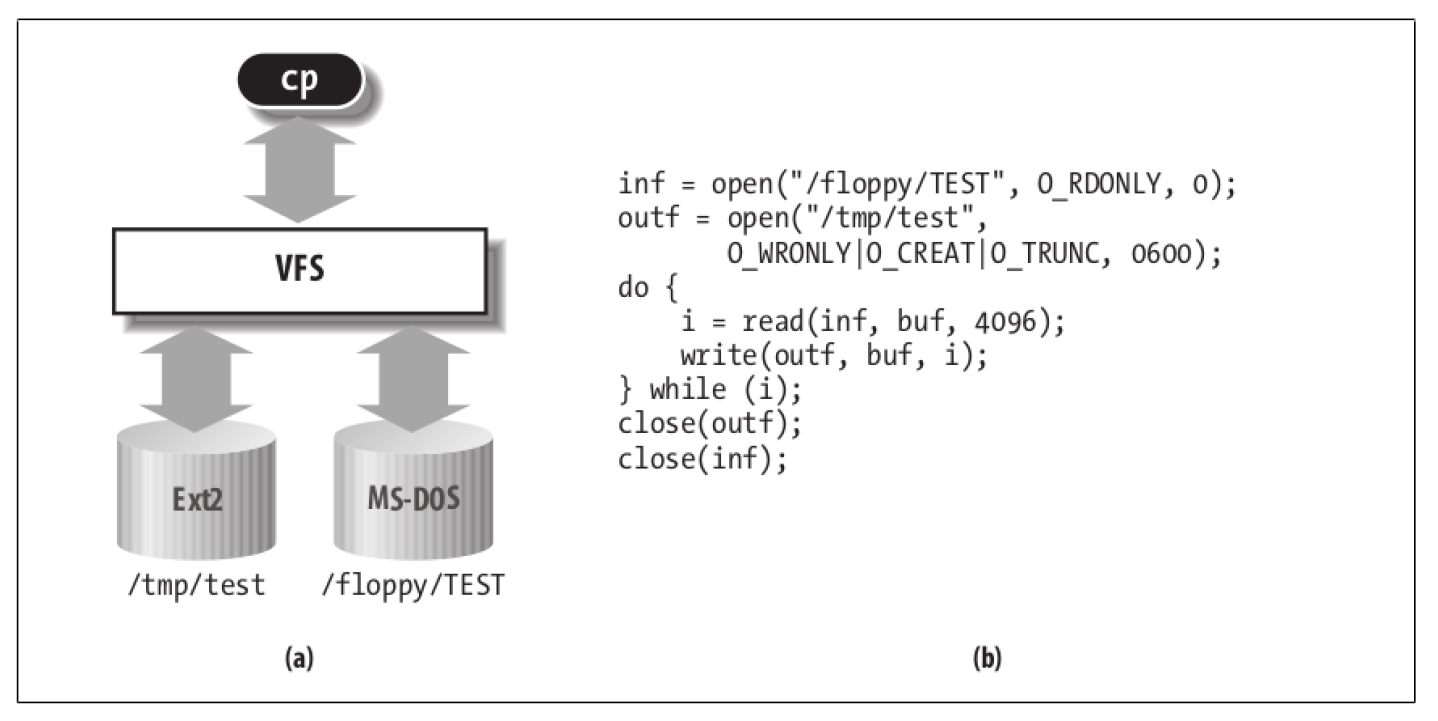 cp
VFS
Ext2
MS-DOS
/tmp/test
/floppy/TEST
(a)
inf = open("/floppy/TEST", O_RDONLY, 0);
outf = open("/tmp/test",
       O_WRONLY|O_CREAT|O_TRUNC, 0600);
do {
    i = read(inf, buf, 4096);
    write(outf, buf, i);
} while (i);
close(outf);
close(inf);
(b)